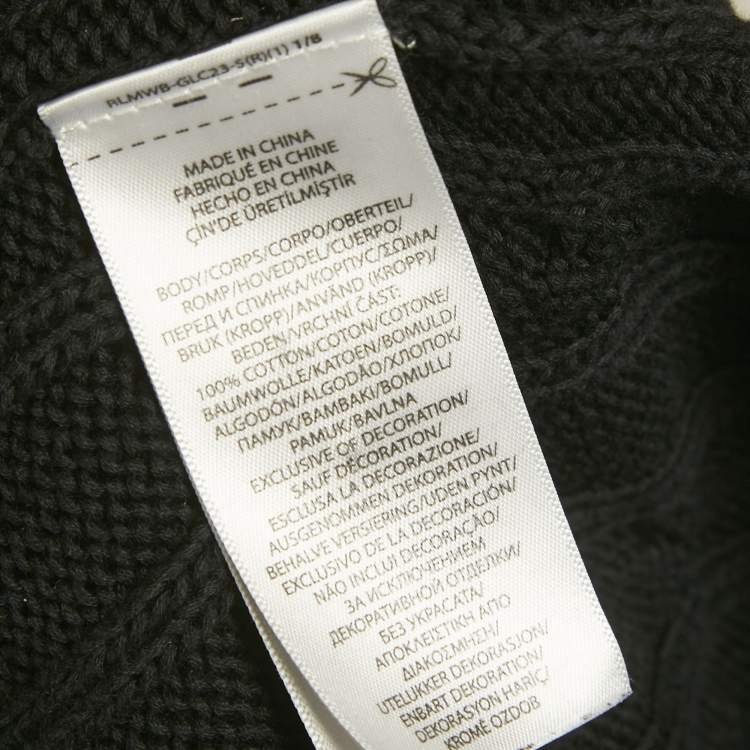 RLMWB-GLC23-S(R)(1) 1/8
MADE IN CHINA
FABRIQUÉ EN CHINE
HECHO EN CHINA
ÇİN'DE ÜRETİLMİŞTİR
BODY/CORPS/CORPO/OBERTEIL/
ROMP/HOVEDDEL/CUERPO/
ПЕРЕД И СПИНКА/КОРПУС/ΣΩΜΑ/
BRUK (KROPP)/ANVÄND (KROPP)/
BEDEN/VRCHNÍ ČÁST:
100% COTTON/COTON/COTONE/
BAUMWOLLE/KATOEN/BOMULD/
ALGODÓN/ALGODÃO/ХЛОПОК/
ПАМУК/ΒΑΜΒΑΚΙ/BOMULL/
PAMUK/BAVLNA
EXCLUSIVE OF DECORATION/
SAUF DÉCORATION/
ESCLUSA LA DECORAZIONE/
AUSGENOMMEN DEKORATION/
BEHALVE VERSIERING/UDEN PYNT/
EXCLUSIVO DE LA DECORACIÓN/
NÃO INCLUI DECORAÇÃO/
ЗА ИСКЛЮЧЕНИЕМ
ДЕКОРАТИВНОЙ ОТДЕЛКИ/
БЕЗ УКРАСАТА/
ΑΠΟΚΛΕΙΣΤΙΚΗ ΑΠΟ
ΔΙΑΚΟΣΜΗΣΗ/
UTELUKKER DEKORASJON/
ENBART DEKORATION/
DEKORASYON HARİÇ/
KROMĚ OZDOB